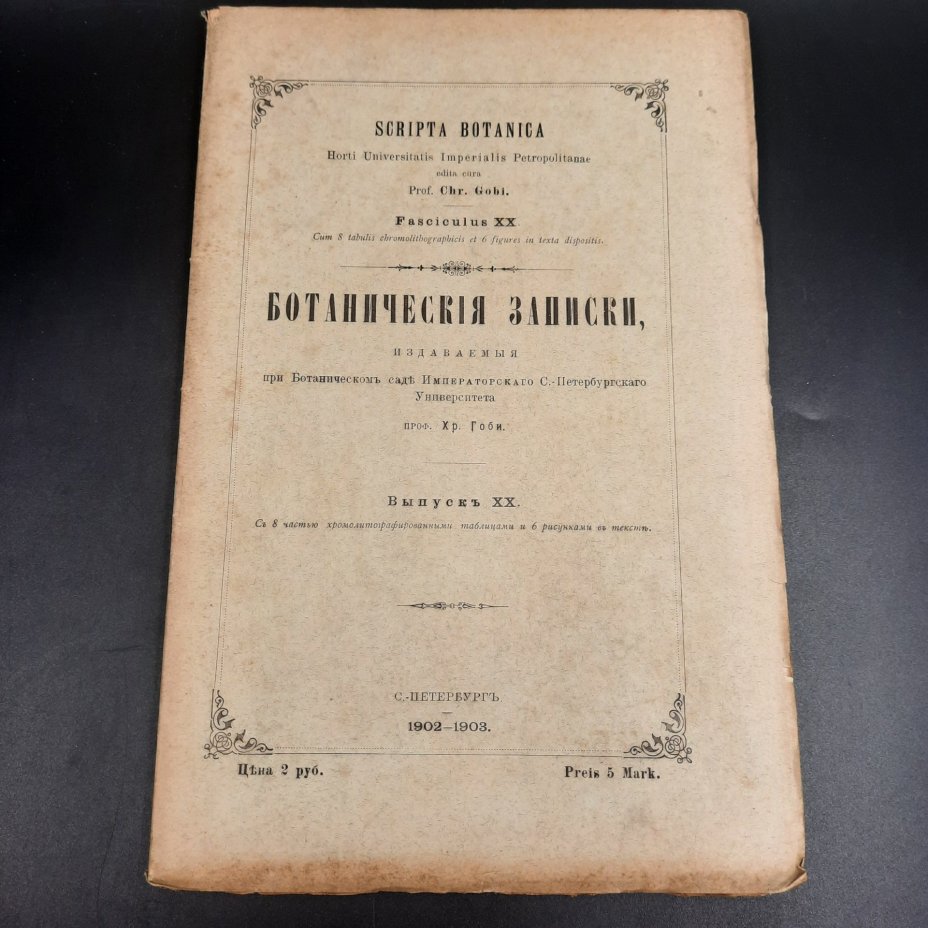 SCRIPTA BOTANICA
Horti Universitatis Imperialis Petropolitanae
edita cura
Prof. Chr. Gobi.
Fasciculus XX.
Cum 8 tabulis chromolithographicis et 6 figures in texta dispositis.
БОТАНИЧЕСКІЯ ЗАПИСКИ,
ИЗДАВАЕМЫЯ
при Ботаническомъ садѣ ИМПЕРАТОРСКАГО С.-Петербургскаго
Университета
ПРОФ. Хр. Гоби.
Выпускъ XX.
Съ 8 частью хромолитографированными таблицами и 6 рисунками въ текстѣ.
С.-ПЕТЕРБУРГЪ.
1902–1903.
Цѣна 2 руб.
Preis 5 Mark.